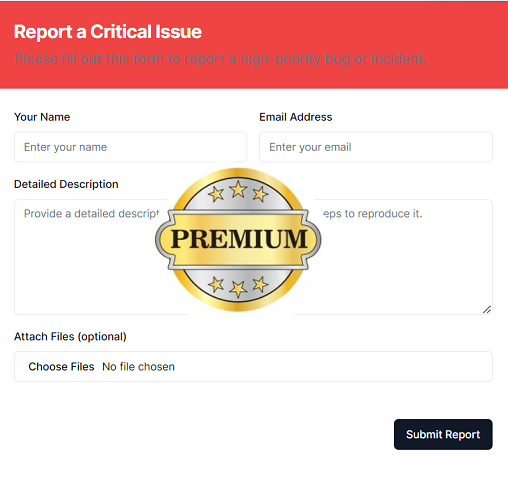 Report a Critical Issue
Please fill out this form to report a high-priority bug or incident.
Your Name
Email Address
Enter your name
Enter your email
Detailed Description
Provide a detailed eps to reproduce it.
PREMIUM
Attach Files (optional)
Choose Files No file chosen
Submit Report